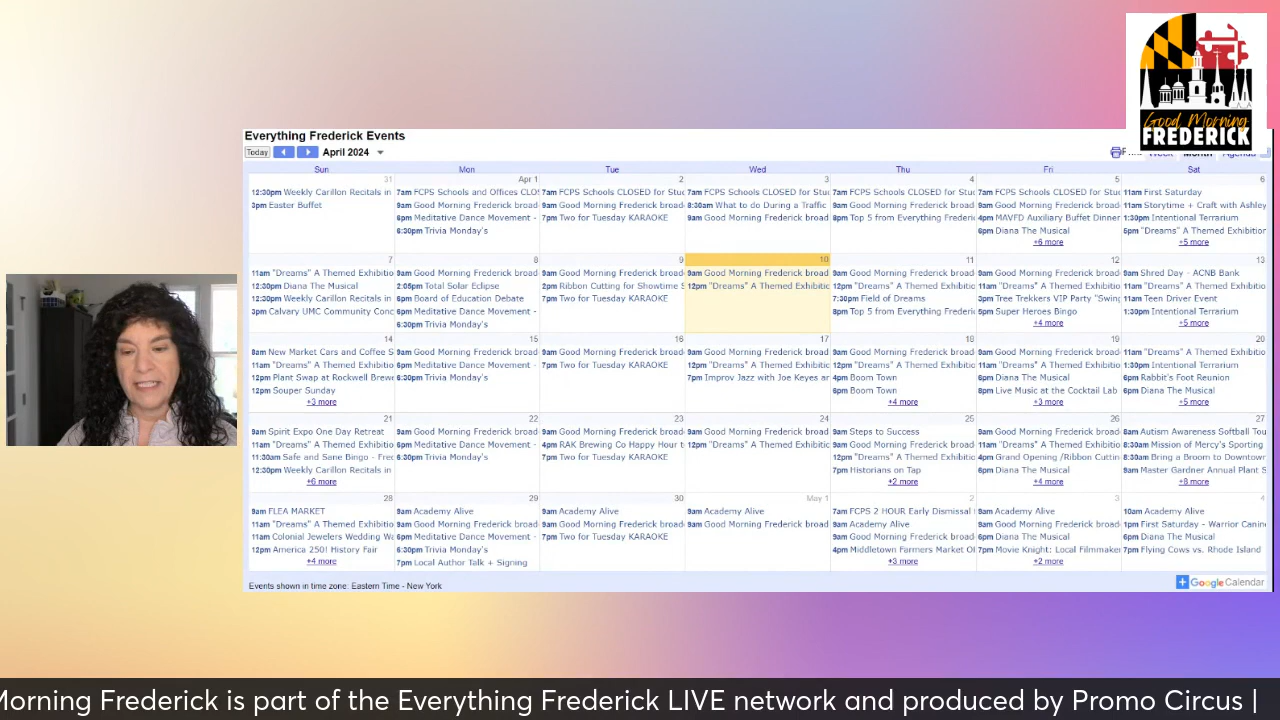 Good Morning
FREDERICK
Everything Frederick Events
Today
April 2024
Week
Month
Agenda
Sun Mon Tue Wed Thu Fri Sat
31
12:30pm Weekly Carillon Recitals in
3pm Easter Buffet
Apr 1
7am FCPS Schools and Offices CLOS
9am Good Morning Frederick broad
6pm Meditative Dance Movement -
6:30pm Trivia Monday's
2
7am FCPS Schools CLOSED for Stud
9am Good Morning Frederick broad
7pm Two for Tuesday KARAOKE
3
7am FCPS Schools CLOSED for Stud
8:30am What to do During a Traffic
9am Good Morning Frederick broad
4
7am FCPS Schools CLOSED for Stud
9am Good Morning Frederick broad
8pm Top 5 from Everything Frederic
5
7am FCPS Schools CLOSED for Stud
9am Good Morning Frederick broad
4pm MAVFD Auxiliary Buffet Dinner
6pm Diana The Musical
+6 more
6
11am First Saturday
11am Storytime + Craft with Ashley
1:30pm Intentional Terrarium
5pm "Dreams" A Themed Exhibition
+5 more
7
11am "Dreams" A Themed Exhibitio
12:30pm Diana The Musical
12:30pm Weekly Carillon Recitals in
3pm Calvary UMC Community Conc
8
9am Good Morning Frederick broad
2:05pm Total Solar Eclipse
6pm Board of Education Debate
6pm Meditative Dance Movement -
6:30pm Trivia Monday's
9
9am Good Morning Frederick broad
2pm Ribbon Cutting for Showtime S
7pm Two for Tuesday KARAOKE
10
9am Good Morning Frederick broad
12pm "Dreams" A Themed Exhibitio
11
9am Good Morning Frederick broad
12pm "Dreams" A Themed Exhibitio
7:30pm Field of Dreams
8pm Top 5 from Everything Frederic
12
9am Good Morning Frederick broad
11am "Dreams" A Themed Exhibitio
3pm Tree Trekkers VIP Party "Swing
5pm Super Heroes Bingo
+4 more
13
9am Shred Day - ACNB Bank
11am "Dreams" A Themed Exhibitio
11am Teen Driver Event
1:30pm Intentional Terrarium
+5 more
14
8am New Market Cars and Coffee S
11am "Dreams" A Themed Exhibitio
12pm Plant Swap at Rockwell Brewe
12pm Souper Sunday
+3 more
15
9am Good Morning Frederick broad
6pm Meditative Dance Movement -
6:30pm Trivia Monday's
16
9am Good Morning Frederick broad
7pm Two for Tuesday KARAOKE
17
9am Good Morning Frederick broad
12pm "Dreams" A Themed Exhibitio
7pm Improv Jazz with Joe Keyes an
18
9am Good Morning Frederick broad
12pm "Dreams" A Themed Exhibitio
4pm Boom Town
6pm Boom Town
+4 more
19
9am Good Morning Frederick broad
6pm Diana The Musical
8pm Live Music at the Cocktail Lab
+3 more
20
11am "Dreams" A Themed Exhibitio
1:30pm Intentional Terrarium
6pm Rabbit's Foot Reunion
6pm Diana The Musical
+5 more
21
9am Spirit Expo One Day Retreat
11am "Dreams" A Themed Exhibitio
11:30am Safe and Sane Bingo - Fred
12:30pm Weekly Carillon Recitals in
+6 more
22
9am Good Morning Frederick broad
6pm Meditative Dance Movement -
6:30pm Trivia Monday's
23
9am Good Morning Frederick broad
4pm RAK Brewing Co Happy Hour t
7pm Two for Tuesday KARAOKE
24
9am Good Morning Frederick broad
12pm "Dreams" A Themed Exhibitio
25
9am Steps to Success
9am Good Morning Frederick broad
12pm "Dreams" A Themed Exhibitio
7pm Historians on Tap
+2 more
26
9am Good Morning Frederick broad
11am "Dreams" A Themed Exhibitio
4pm Grand Opening /Ribbon Cuttin
6pm Diana The Musical
+4 more
27
8am Autism Awareness Softball Tou
8:30am Mission of Mercy's Sporting
8:30am Bring a Broom to Downtown
9am Master Gardner Annual Plant S
+8 more
28
9am FLEA MARKET
11am "Dreams" A Themed Exhibitio
11am Colonial Jewelers Wedding Wa
12pm America 250! History Fair
+4 more
29
9am Academy Alive
9am Good Morning Frederick broad
6pm Meditative Dance Movement -
6:30pm Trivia Monday's
7pm Local Author Talk + Signing
30
9am Academy Alive
9am Good Morning Frederick broad
7pm Two for Tuesday KARAOKE
May 1
9am Academy Alive
9am Good Morning Frederick broad
2
7am FCPS 2 HOUR Early Dismissal f
9am Academy Alive
9am Good Morning Frederick broad
4pm Middletown Farmers Market O
+3 more
3
9am Academy Alive
9am Good Morning Frederick broad
6pm Diana The Musical
7pm Movie Knight: Local Filmmaker
+2 more
4
10am Academy Alive
1pm First Saturday - Warrior Canine
6pm Diana The Musical
7pm Flying Cows vs. Rhode Island
Events shown in time zone: Eastern Time - New York
Google Calendar
Morning Frederick is part of the Everything Frederick LIVE network and produced by Promo Circus |